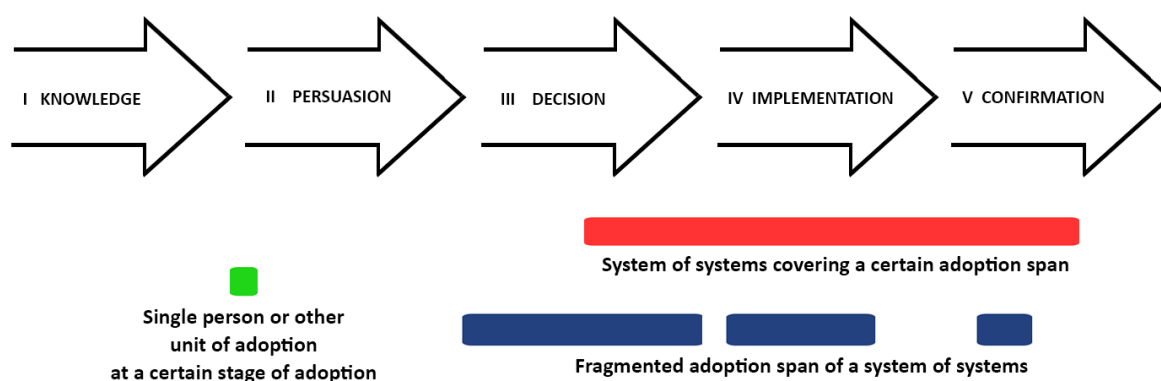 I KNOWLEDGE
II PERSUASION
III DECISION
IV IMPLEMENTATION
V CONFIRMATION
System of systems covering a certain adoption span
Single person or other
unit of adoption
at a certain stage of adoption
Fragmented adoption span of a system of systems